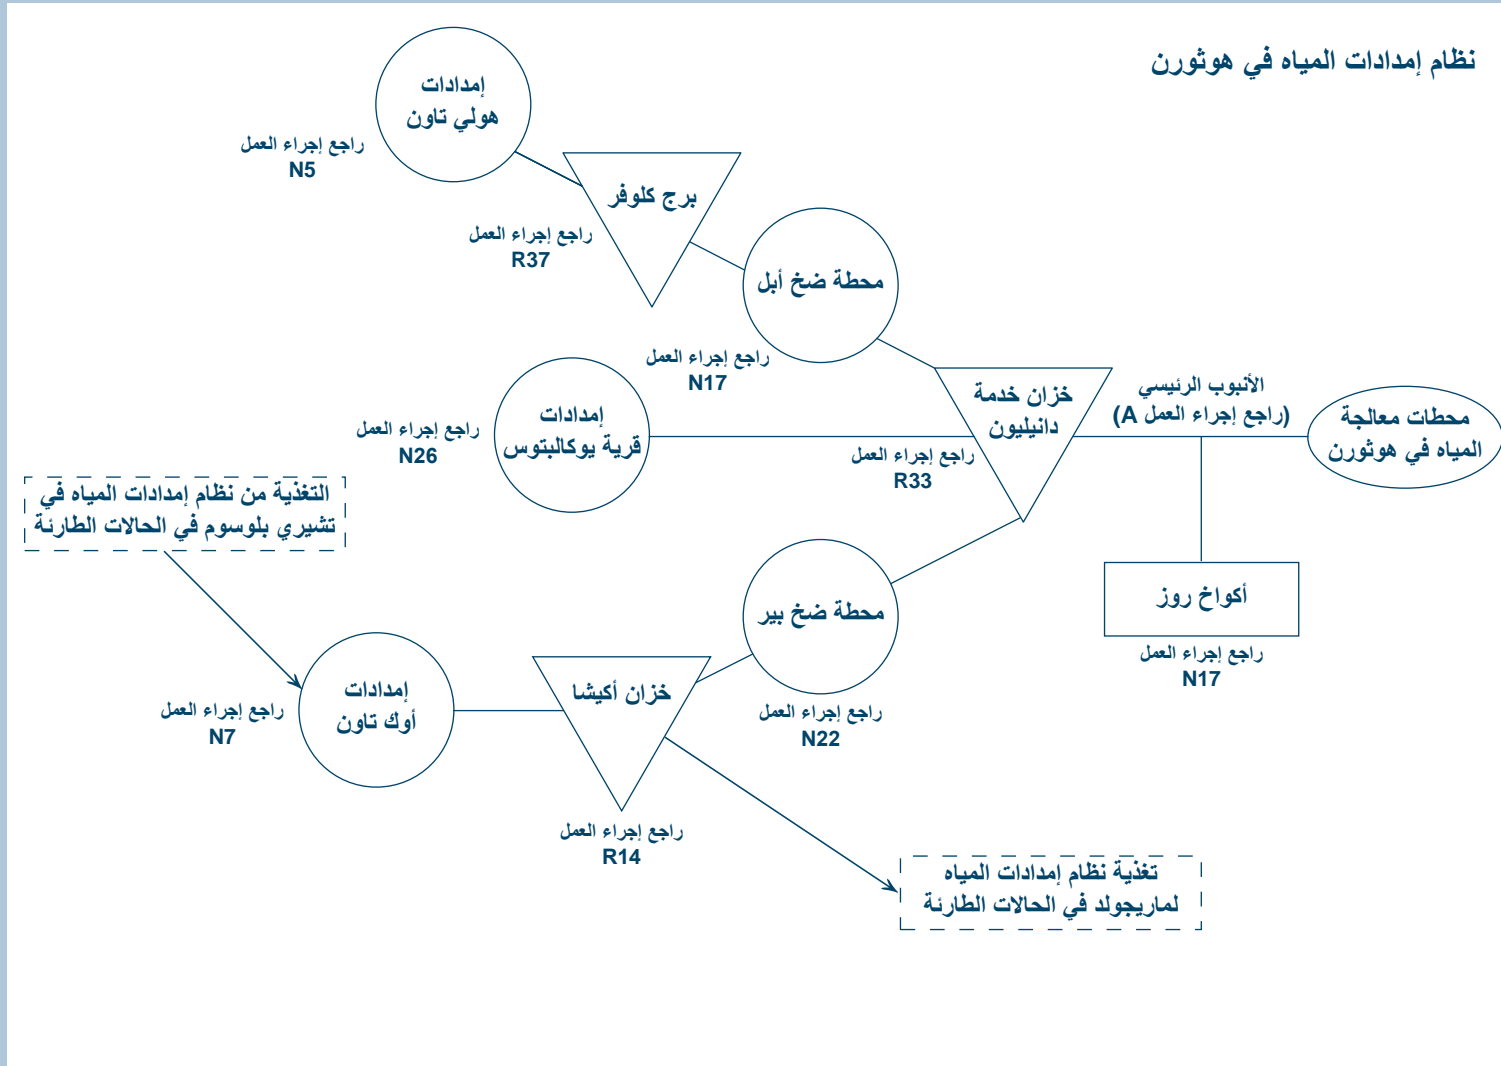 نظام إمدادات المياه في هوثورن
إمدادات
هولي تاون
راجع إجراء العمل
N5
برج كلوفر
راجع إجراء العمل
R37
محطة ضخ أبل
راجع إجراء العمل
N17
خزان خدمة
دانيليون
راجع إجراء العمل
R33
الأنبوب الرئيسي
(راجع إجراء العمل A)
محطات معالجة
المياه في هوثورن
إمدادات
قرية يوكالبتوس
راجع إجراء العمل
N26
التغذية من نظام إمدادات المياه في
تشيري بلوسوم في الحالات الطارئة
أكواخ روز
راجع إجراء العمل
N17
محطة ضخ بير
راجع إجراء العمل
N22
خزان أكيشا
راجع إجراء العمل
R14
إمدادات
أوك تاون
راجع إجراء العمل
N7
تغذية نظام إمدادات المياه
لماريجولد في الحالات الطارئة